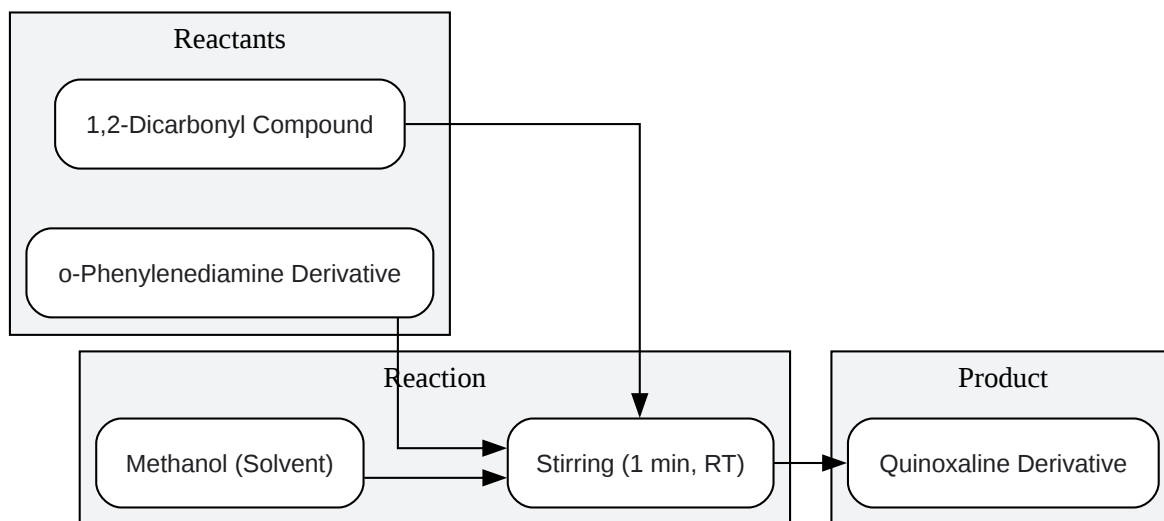 Reactants
1,2-Dicarbonyl Compound
o-Phenylenediamine Derivative
Reaction
Methanol (Solvent)
Stirring (1 min, RT)
Product
Quinoxaline Derivative